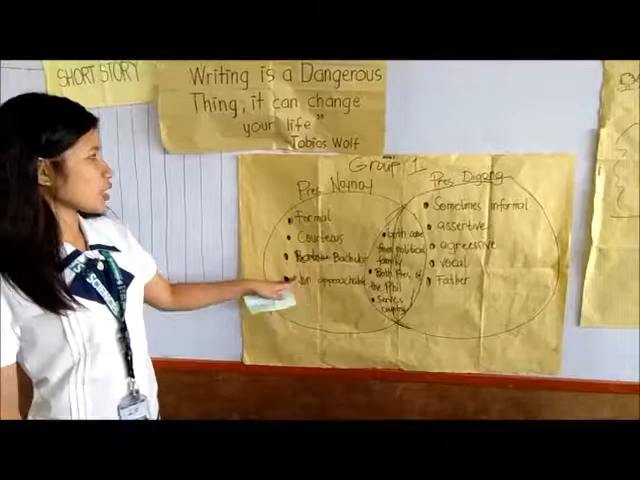 SHORT STORY
"Writing is a Dangerous
Thing, it can change
your life"
-Tobias Wolf
Group 1
Pres Noynoy
Pres Digong
Formal
Courteous
Bachelor
approachable
both came
from political
family
Both Pres. of
the Phil
Serves
country
Sometimes informal
assertive
agressive
vocal
Father
SCIENCE